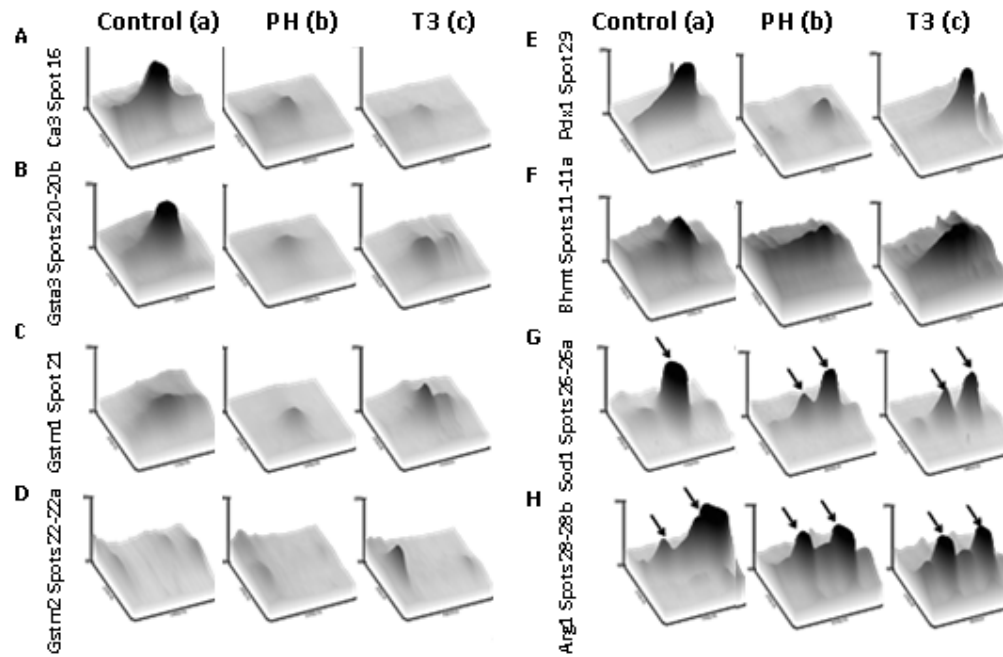 Control (a) PH (b) T3 (c)
A
Ca3 Spot 16
B
Gsta3 Spots 20-20b
C
Gstm1 Spot 21
D
Gstm2 Spots 22-22a
Control (a) PH (b) T3 (c)
E
Pdx1 Spot 29
F
Bhmt Spots 11-11a
G
Sod1 Spots 26-26a
H
Arg1 Spots 28-28b